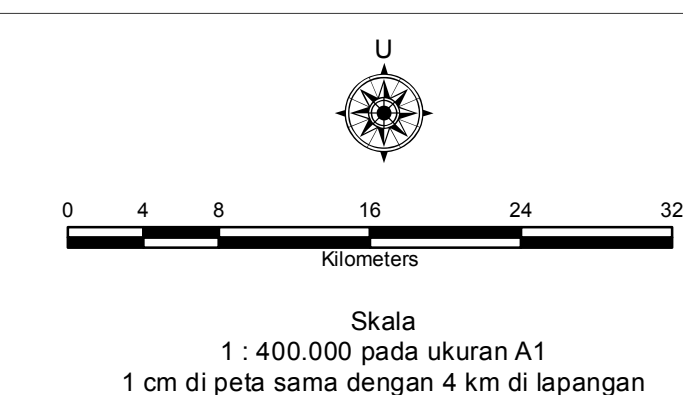 U
0 4 8 16 24 32
Kilometers
Skala
1 : 400.000 pada ukuran A1
1 cm di peta sama dengan 4 km di lapangan